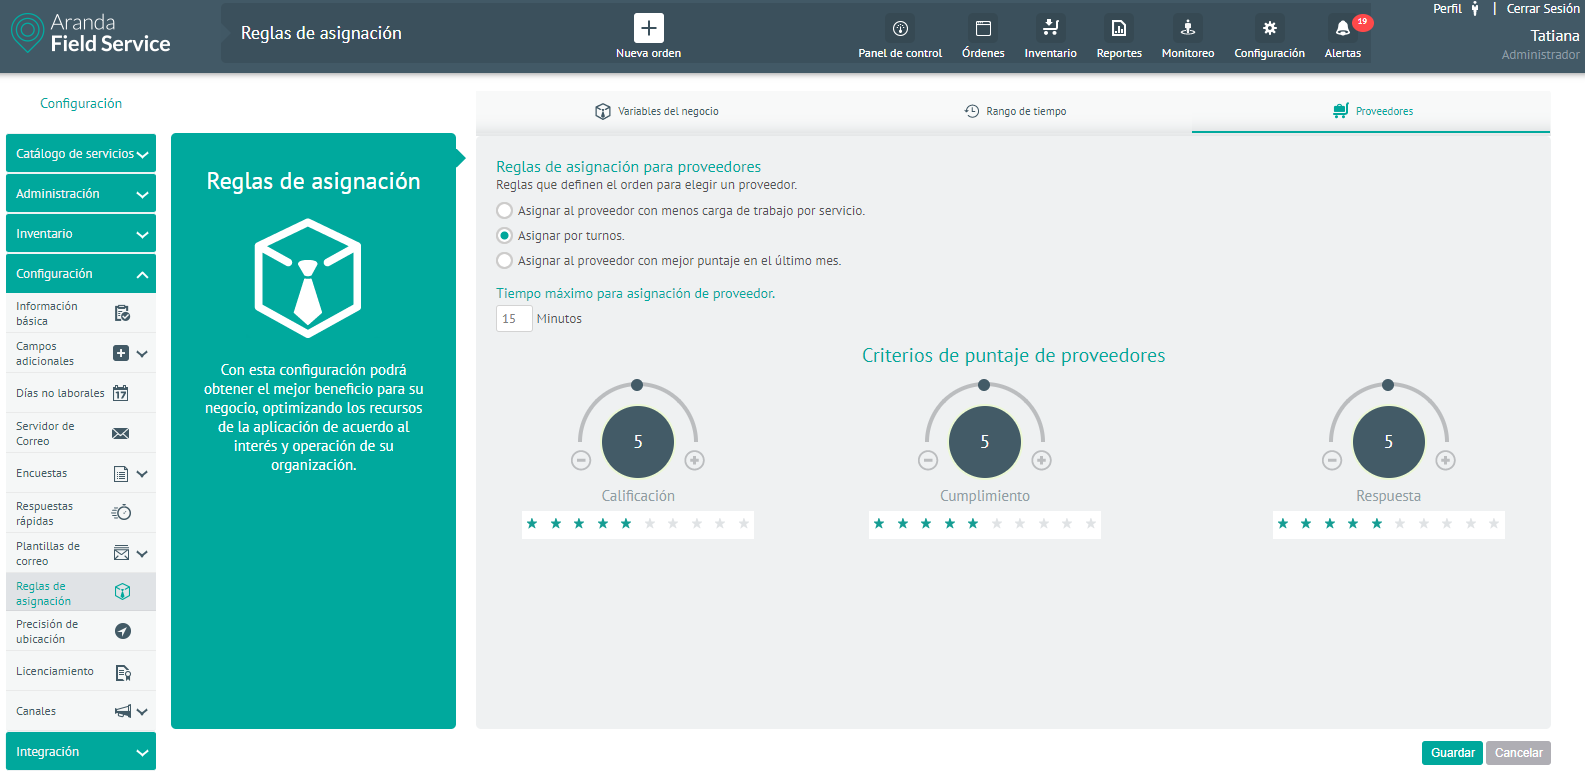 Aranda
Field Service
Reglas de asignación
Nueva orden
Panel de control
Órdenes
Inventario
Reportes
Monitoreo
Configuración
Alertas
19
Perfil | Cerrar Sesión
Tatiana
Administrador
Configuración
Catálogo de servicios
Administración
Inventario
Configuración
Información
básica
Campos
adicionales
Días no laborales
17
Servidor de
Correo
Encuestas
Respuestas
rápidas
Plantillas de
correo
Reglas de
asignación
Precisión de
ubicación
Licenciamiento
Canales
Integración
Reglas de asignación
Con esta configuración podrá
obtener el mejor beneficio para su
negocio, optimizando los recursos
de la aplicación de acuerdo al
interés y operación de su
organización.
Variables del negocio
Rango de tiempo
Proveedores
Reglas de asignación para proveedores
Reglas que definen el orden para elegir un proveedor.
Asignar al proveedor con menos carga de trabajo por servicio.
Asignar por turnos.
Asignar al proveedor con mejor puntaje en el último mes.
Tiempo máximo para asignación de proveedor.
15 Minutos
Criterios de puntaje de proveedores
5
Calificación
5
Cumplimiento
5
Respuesta
Guardar
Cancelar